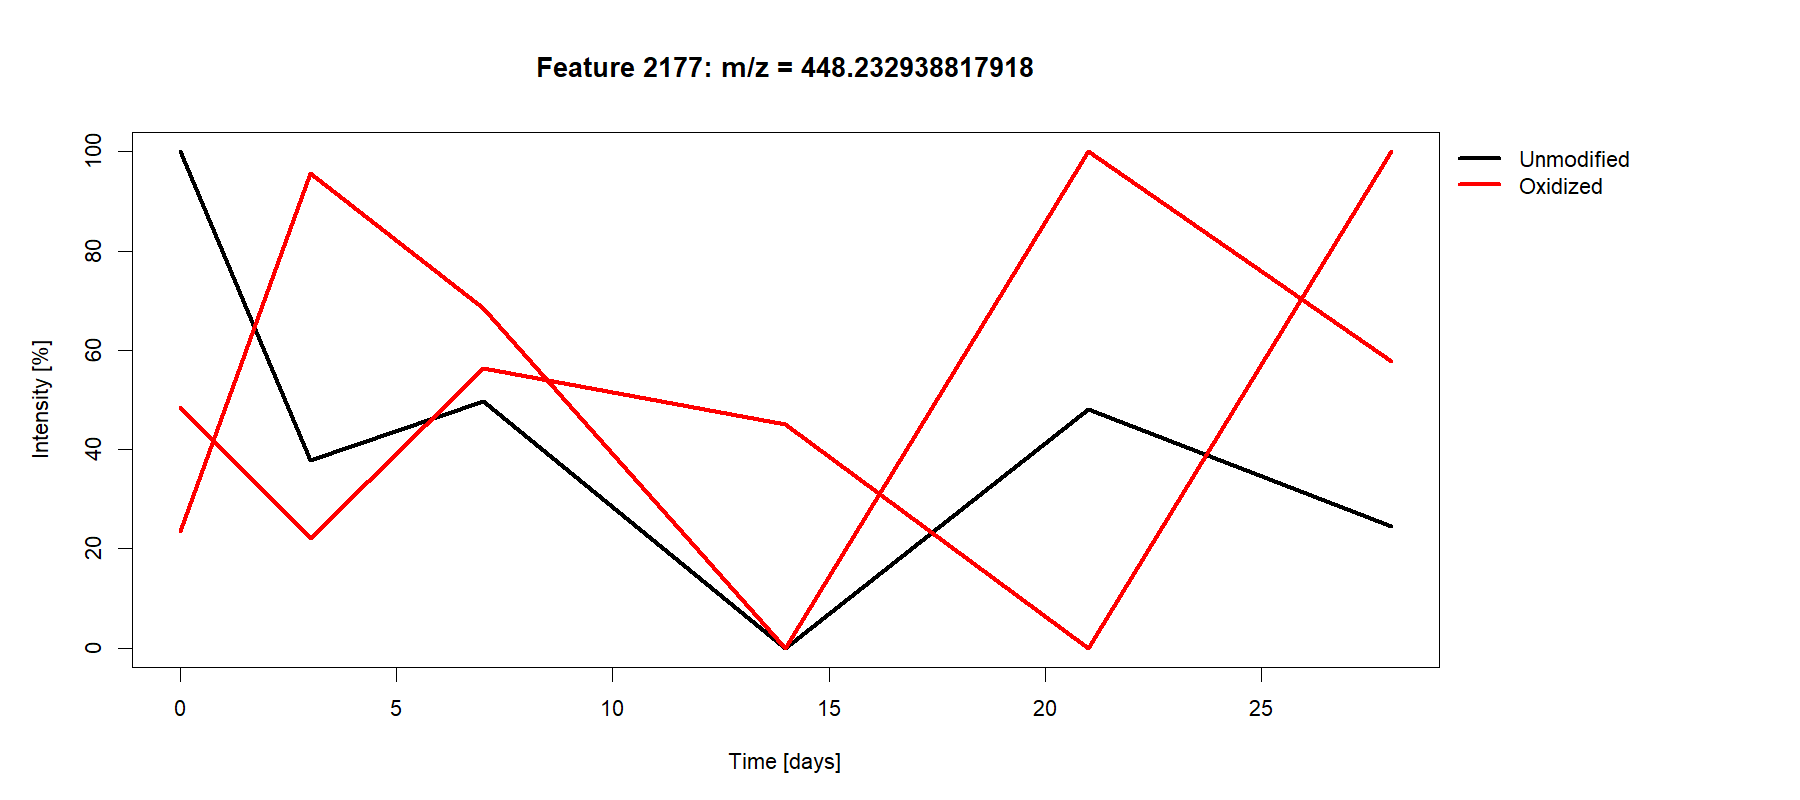 Feature 2177: m/z = 448.232938817918
Unmodified
Oxidized
Intensity [%]
100
80
60
40
20
0
0 5 10 15 20 25
Time [days]